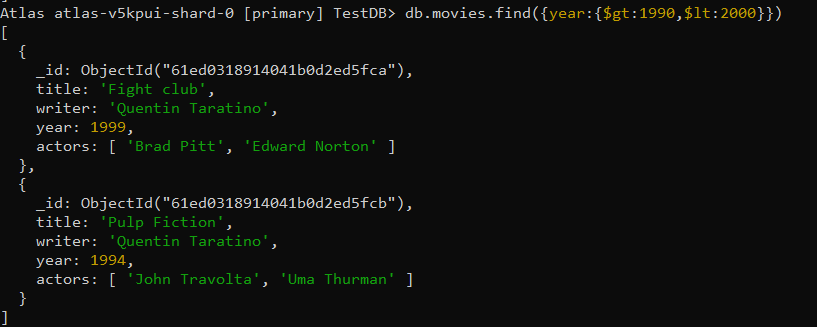 Atlas atlas-v5kpui-shard-0 [primary] TestDB> db.movies.find({year:{$gt:1990,$lt:2000}})
[
  {
    _id: ObjectId("61ed0318914041b0d2ed5fca"),
    title: 'Fight club',
    writer: 'Quentin Taratino',
    year: 1999,
    actors: [ 'Brad Pitt', 'Edward Norton' ]
  },
  {
    _id: ObjectId("61ed0318914041b0d2ed5fcb"),
    title: 'Pulp Fiction',
    writer: 'Quentin Taratino',
    year: 1994,
    actors: [ 'John Travolta', 'Uma Thurman' ]
  }
]